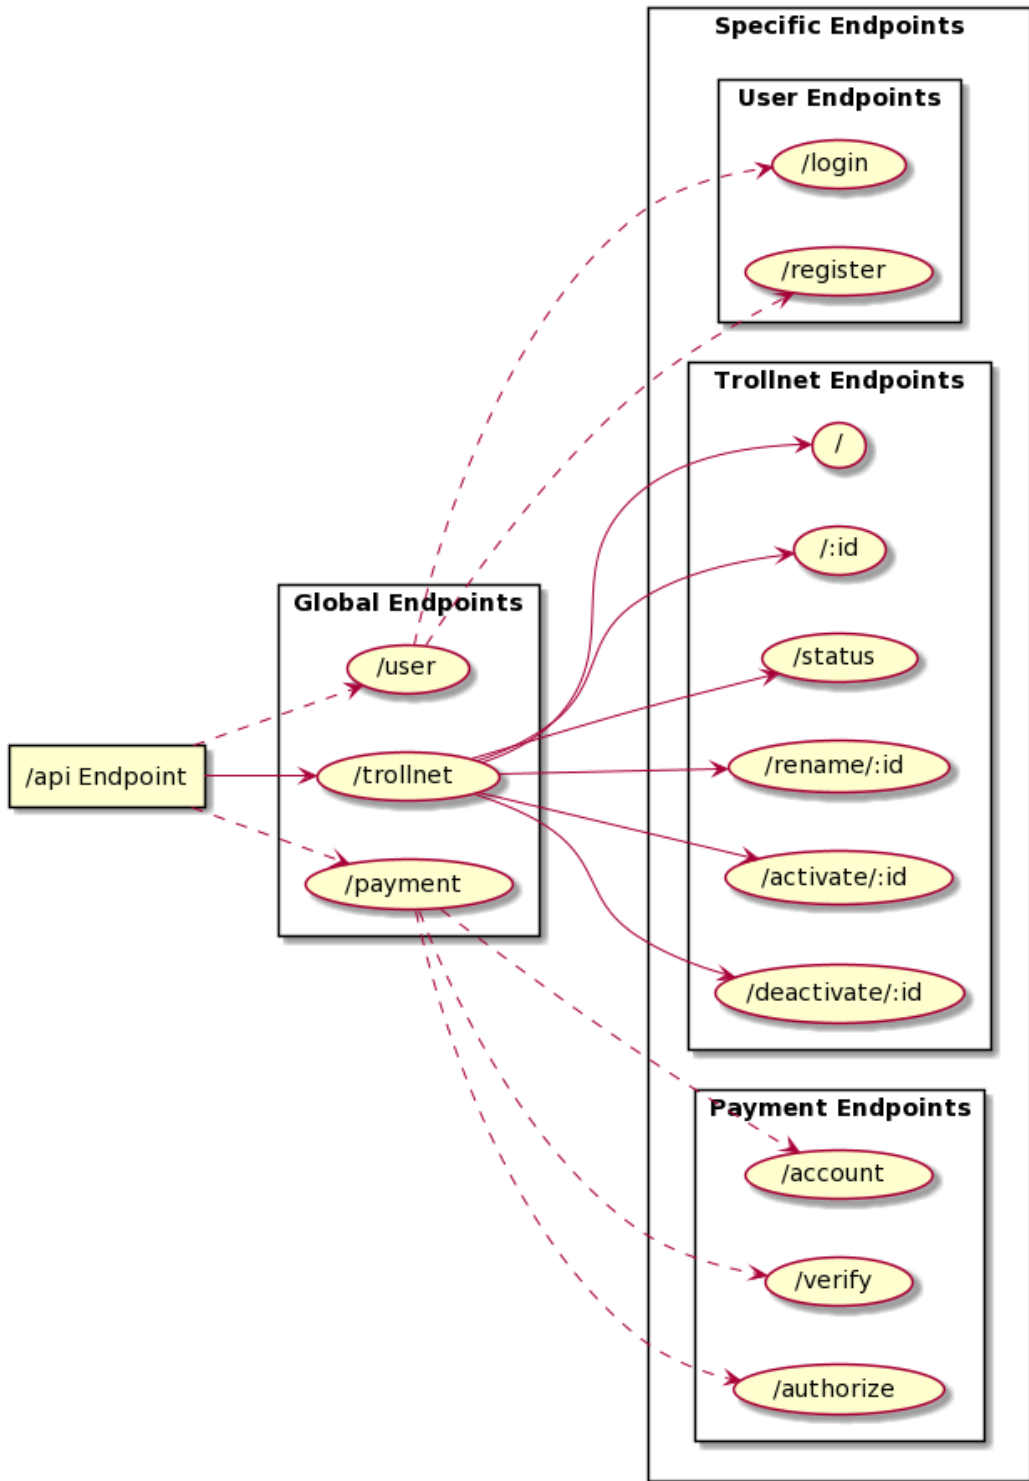 Specific Endpoints
User Endpoints
/login
/register
Trollnet Endpoints
/
/:id
/status
/rename/:id
/activate/:id
/deactivate/:id
Global Endpoints
/user
/trollnet
/payment
/api Endpoint
Payment Endpoints
/account
/verify
/authorize